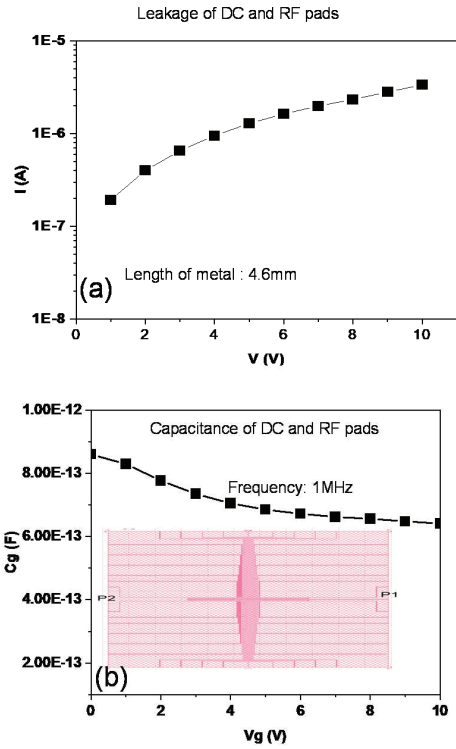 Leakage of DC and RF pads
1E-5
1E-6
1E-7
1E-8
I (A)
(a)
Length of metal : 4.6mm
0 2 4 6 8 10
V (V)
1.00E-12
8.00E-13
6.00E-13
4.00E-13
2.00E-13
Cg (F)
Capacitance of DC and RF pads
Frequency: 1MHz
P2
P1
(b)
0 2 4 6 8 10
Vg (V)